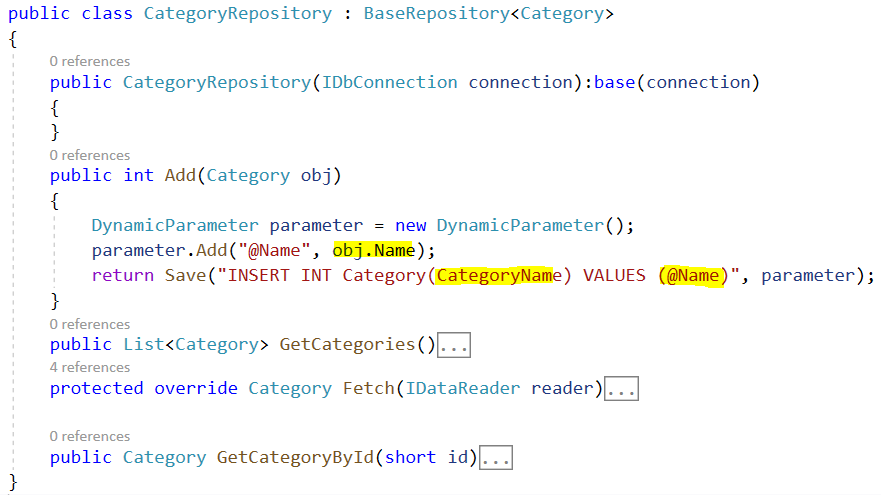 public class CategoryRepository : BaseRepository<Category>
{
0 references
public CategoryRepository(IDbConnection connection):base(connection)
{
}
0 references
public int Add(Category obj)
{
DynamicParameter parameter = new DynamicParameter();
parameter.Add("@Name", obj.Name);
return Save("INSERT INT Category(CategoryName) VALUES (@Name)", parameter);
}
0 references
public List<Category> GetCategories()...
4 references
protected override Category Fetch(IDataReader reader)...
0 references
public Category GetCategoryById(short id)...
}